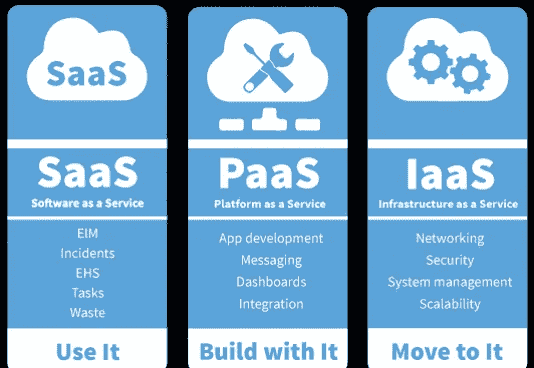 SaaS
SaaS
Software as a Service
EIM
Incidents
EHS
Tasks
Waste
Use It
PaaS
Platform as a Service
App development
Messaging
Dashboards
Integration
Build with It
IaaS
Infrastructure as a Service
Networking
Security
System management
Scalability
Move to It